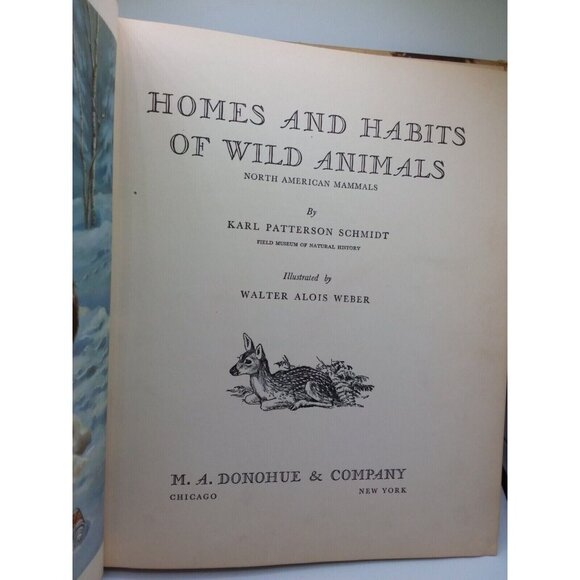 HOMES AND HABITS
OF WILD ANIMALS
NORTH AMERICAN MAMMALS
By
KARL PATTERSON SCHMIDT
FIELD MUSEUM OF NATURAL HISTORY
Illustrated by
WALTER ALOIS WEBER
M. A. DONOHUE & COMPANY
CHICAGO NEW YORK